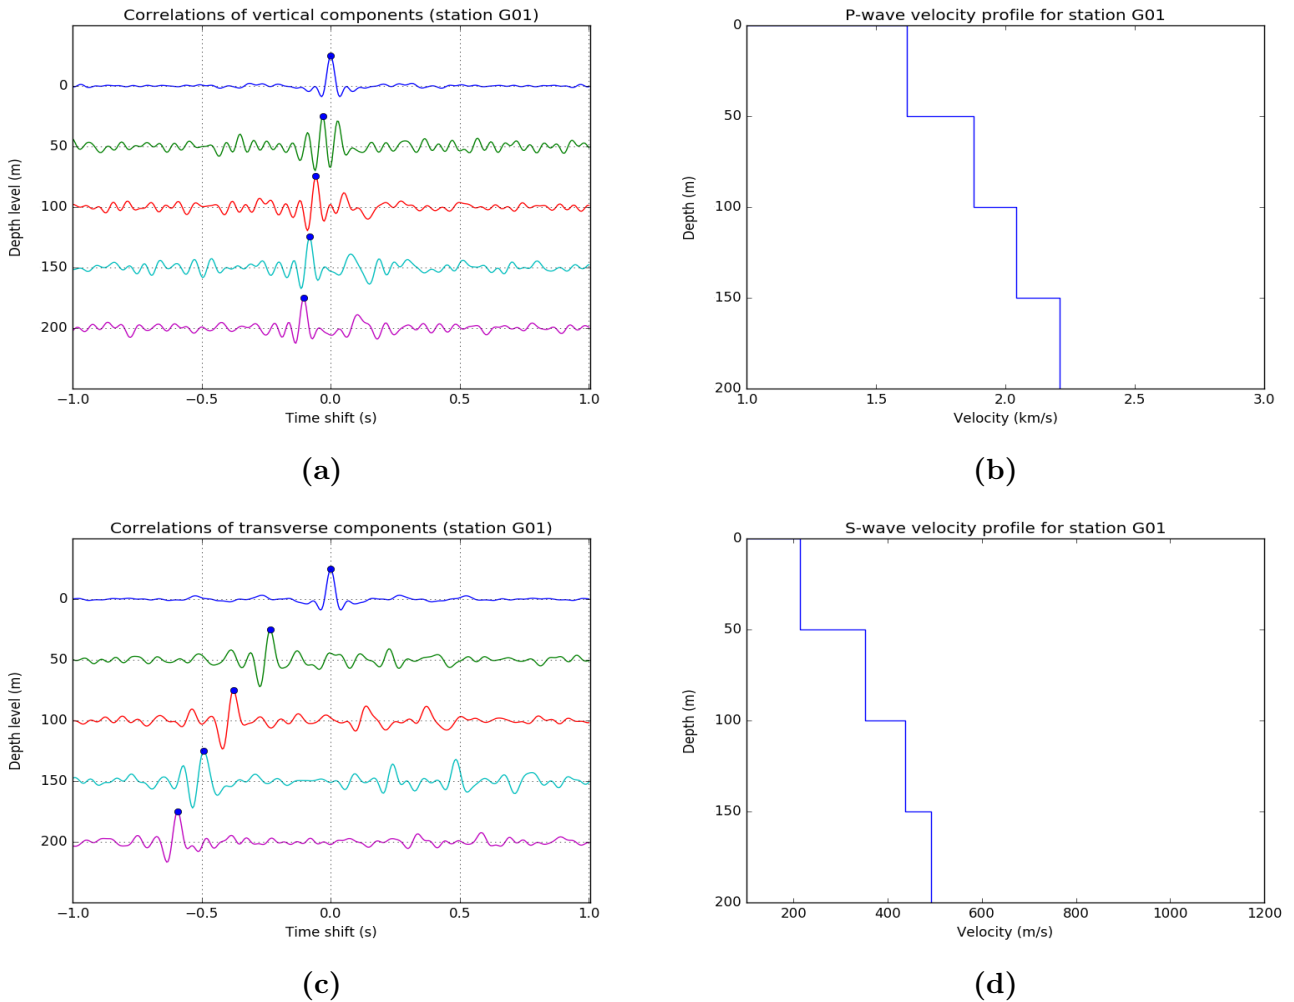 Correlations of vertical components (station G01)
0
50
100
150
200
Depth level (m)
−1.0 −0.5 0.0 0.5 1.0
Time shift (s)
(a)
P-wave velocity profile for station G01
0
50
100
150
200
Depth (m)
1.0 1.5 2.0 2.5 3.0
Velocity (km/s)
(b)
Correlations of transverse components (station G01)
0
50
100
150
200
Depth level (m)
−1.0 −0.5 0.0 0.5 1.0
Time shift (s)
(c)
S-wave velocity profile for station G01
0
50
100
150
200
Depth (m)
200 400 600 800 1000 1200
Velocity (m/s)
(d)